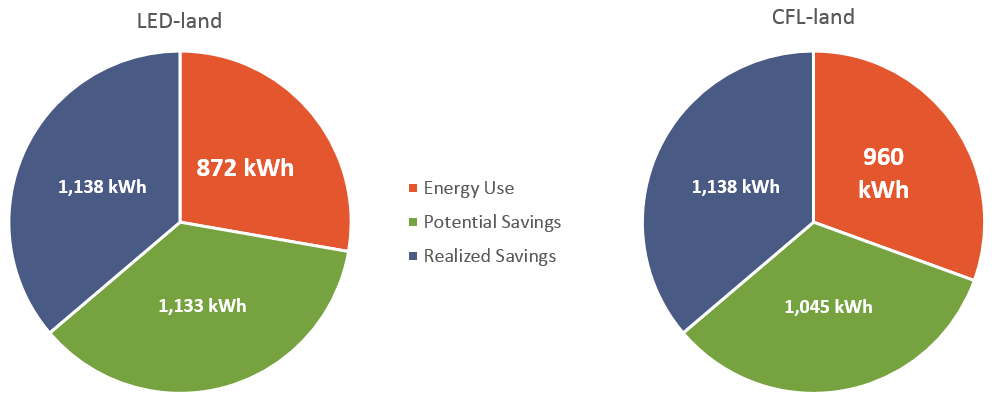 LED-land
CFL-land
872 kWh
1,138 kWh
1,133 kWh
Energy Use
Potential Savings
Realized Savings
960
kWh
1,138 kWh
1,045 kWh